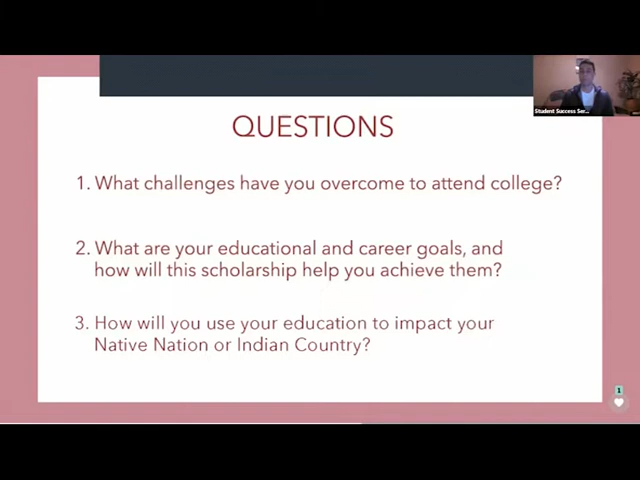 Student Success Ser...
QUESTIONS
1. What challenges have you overcome to attend college?
2. What are your educational and career goals, and
how will this scholarship help you achieve them?
3. How will you use your education to impact your
Native Nation or Indian Country?
1